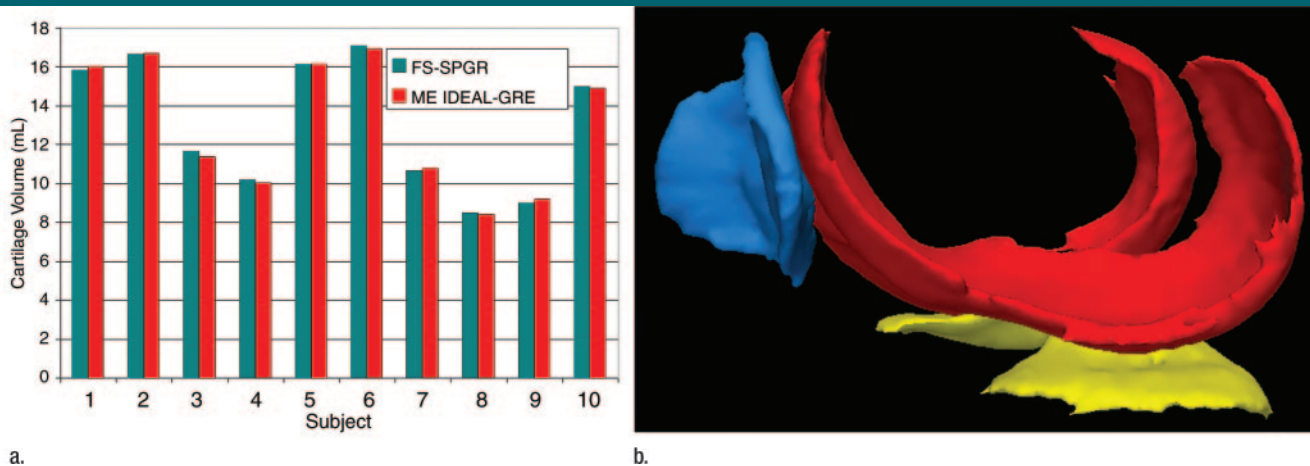 18
16
14
12
10
8
6
4
2
0
Cartilage Volume (mL)
FS-SPGR
ME IDEAL-GRE
1 2 3 4 5 6 7 8 9 10
Subject
a.
b.